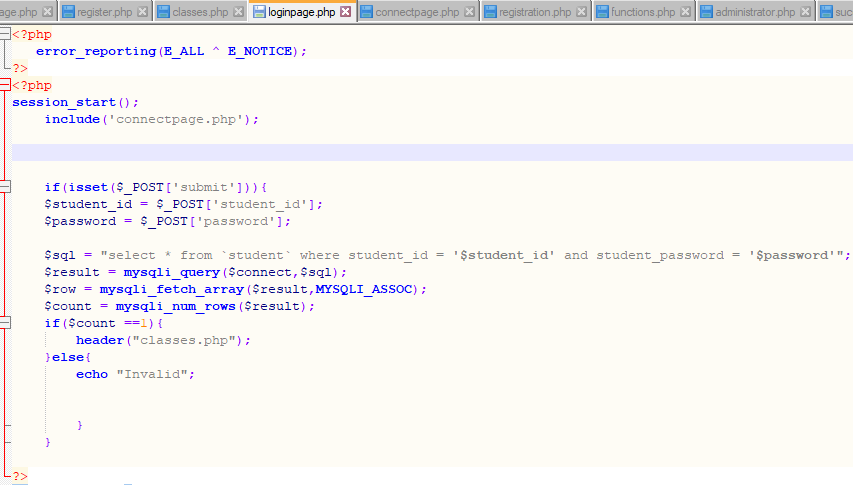 age.php register.php classes.php loginpage.php connectpage.php registration.php functions.php administrator.php suc
<?php
error_reporting(E_ALL ^ E_NOTICE);
?>
<?php
session_start();
include('connectpage.php');
if(isset($_POST['submit'])){
$student_id = $_POST['student_id'];
$password = $_POST['password'];
$sql = "select * from `student` where student_id = '$student_id' and student_password = '$password'";
$result = mysqli_query($connect,$sql);
$row = mysqli_fetch_array($result,MYSQLI_ASSOC);
$count = mysqli_num_rows($result);
if($count ==1){
header("classes.php");
}else{
echo "Invalid";
}
}
?>